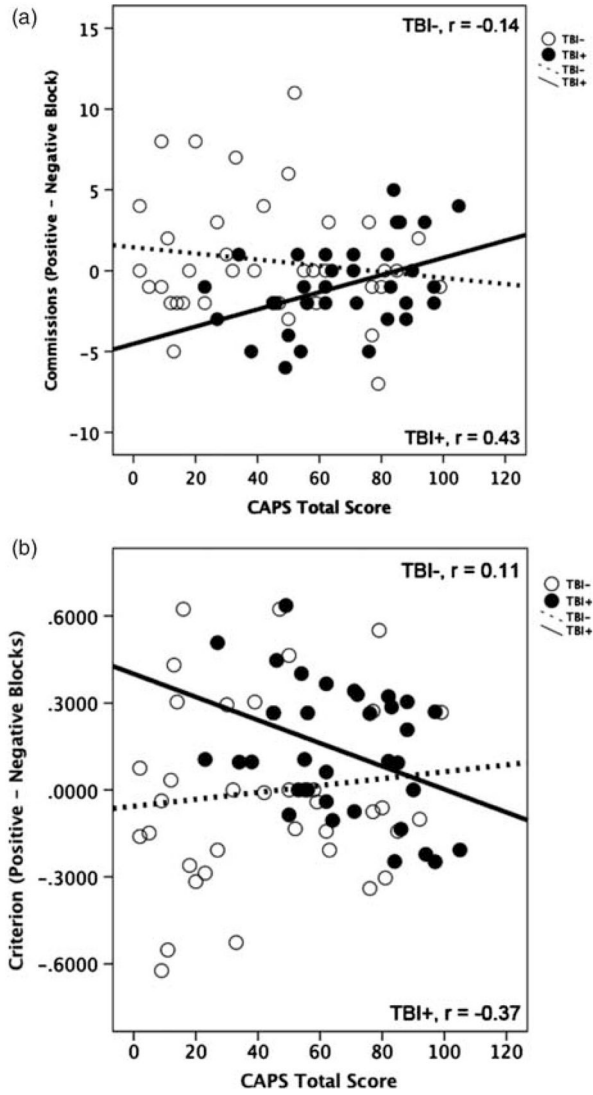 (a)
TBI-, r = -0.14
TBI-
TBI+
TBI-
TBI+
15
10
5
0
-5
-10
Commissions (Positive - Negative Block)
TBI+, r = 0.43
0 20 40 60 80 100 120
CAPS Total Score
(b)
TBI-, r = 0.11
TBI-
TBI+
TBI-
TBI+
.6000
.3000
.0000
-.3000
-.6000
Criterion (Positive - Negative Blocks)
TBI+, r = -0.37
0 20 40 60 80 100 120
CAPS Total Score